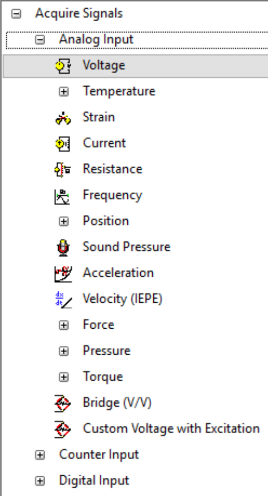 Acquire Signals
Analog Input
Voltage
Temperature
Strain
Current
Resistance
Frequency
Position
Sound Pressure
Acceleration
Velocity (IEPE)
Force
Pressure
Torque
Bridge (V/V)
Custom Voltage with Excitation
Counter Input
Digital Input